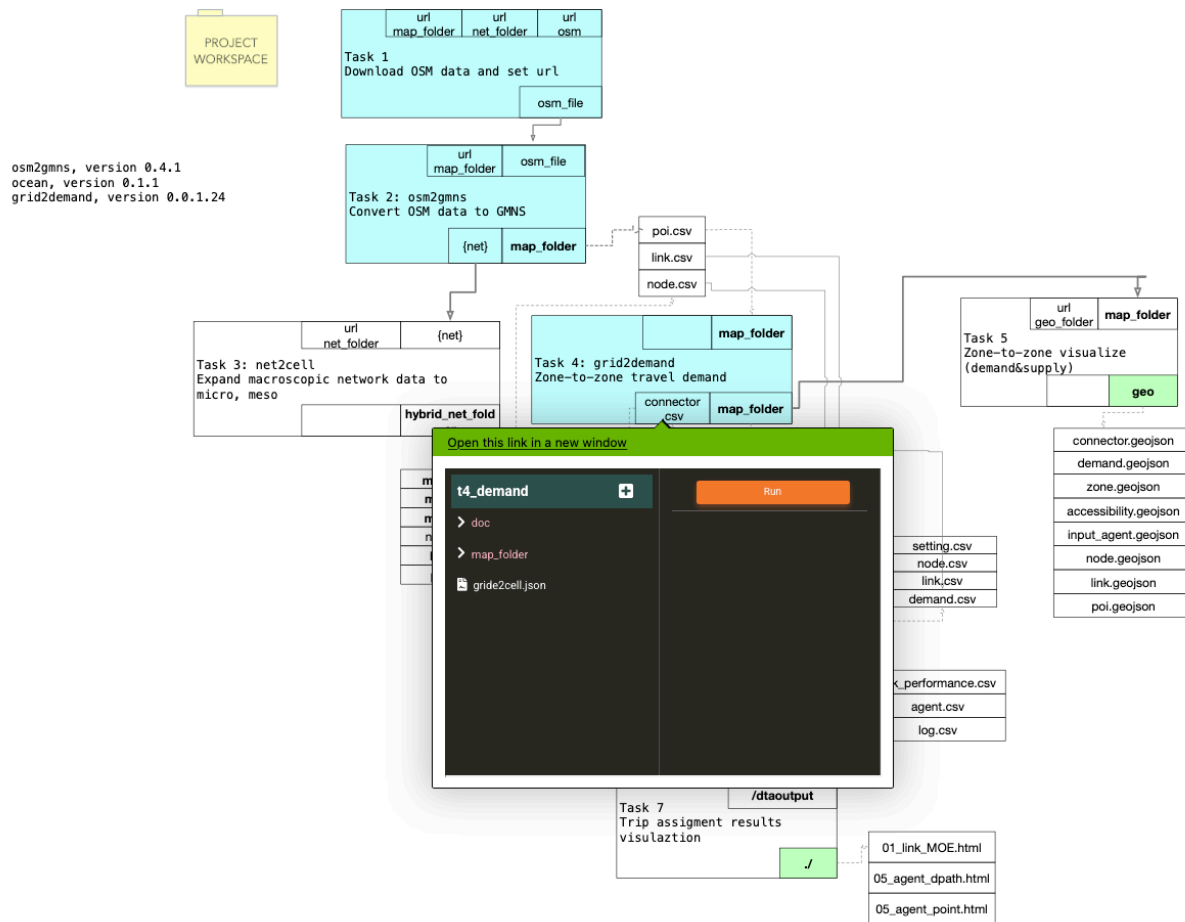 PROJECT
WORKSPACE
url
map_folder
url
net_folder
url
osm
Task 1
Download OSM data and set url
osm_file
osm2gmns, version 0.4.1
ocean, version 0.1.1
grid2demand, version 0.0.1.24
url
map_folder
osm_file
Task 2: osm2gmns
Convert OSM data to GMNS
{net}
map_folder
poi.csv
link.csv
node.csv
url
net_folder
{net}
Task 3: net2cell
Expand macroscopic network data to
micro, meso
hybrid_net_fold
map_folder
Task 4: grid2demand
Zone-to-zone travel demand
connector
csv
map_folder
url
geo_folder
map_folder
Task 5
Zone-to-zone visualize
(demand&supply)
geo
connector.geojson
demand.geojson
zone.geojson
accessibility.geojson
input_agent.geojson
node.geojson
link.geojson
poi.geojson
Open this link in a new window
t4_demand
doc
map_folder
gride2cell.json
Run
setting.csv
node.csv
link.csv
demand.csv
_performance.csv
agent.csv
log.csv
/dtaoutput
Task 7
Trip assigment results
visulaztion
./
01_link_MOE.html
05_agent_dpath.html
05_agent_point.html